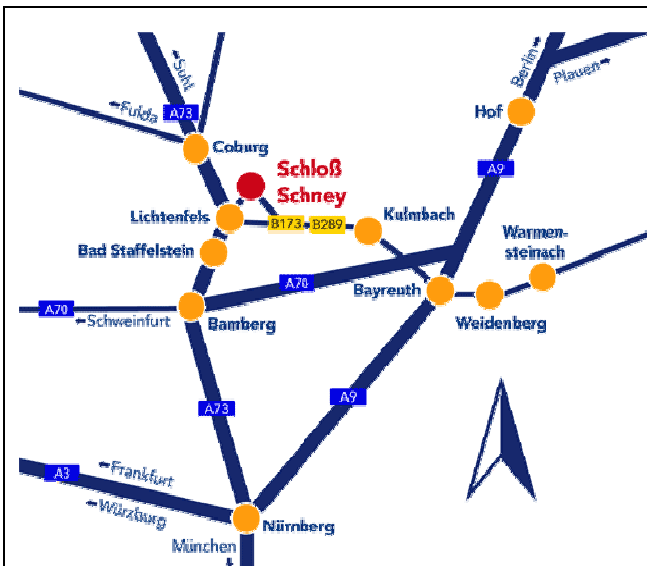 Berlin
Suhl
Plauen
Fulda
A73
Hof
Coburg
Schloß
Schney
A9
Lichtenfels
B173
B289
Kulmbach
Warmen-
steinach
Bad Staffelstein
A70
Bayreuth
A70
Schweinfurt
Bamberg
Weidenberg
A9
A73
Frankfurt
A3
Würzburg
Nürnberg
München